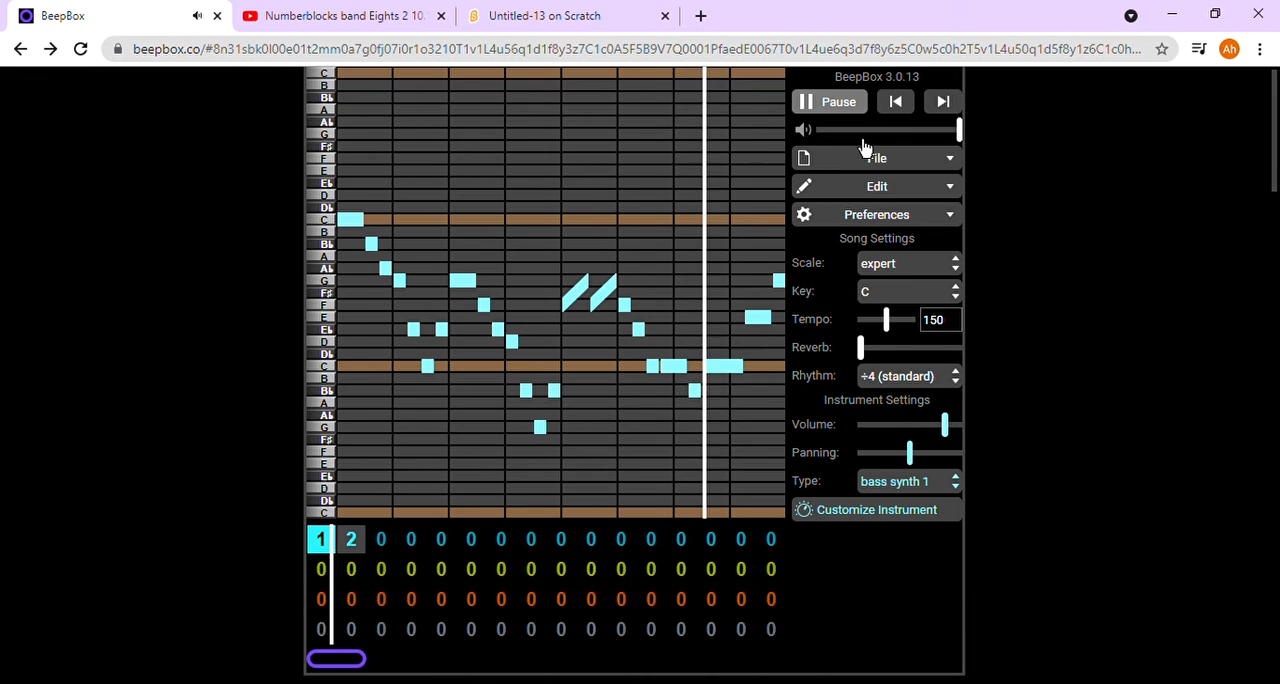 BeepBox
Numberblocks band Eights 2 10.
Untitled-13 on Scratch
beepbox.co/#8n31sbk0l00e01t2mm0a7g0fj07i0r1o3210T1v1L4u56q1d1f8y3z7C1c0A5F5B9V7Q0001PfaedE0067T0v1L4ue6q3d7f8y6z5C0w5c0h2T5v1L4u50q1d5f8y1z6C1c0h...
Ah
C
B
B♭
A
A♭
G
F♯
F
E
E♭
D
D♭
C
B
B♭
A
A♭
G
F♯
F
E
E♭
D
D♭
C
B
B♭
A
A♭
G
F♯
F
E
E♭
D
D♭
C
BeepBox 3.0.13
Pause
File
Edit
Preferences
Song Settings
Scale: expert
Key: C
Tempo: 150
Reverb:
Rhythm: ÷4 (standard)
Instrument Settings
Volume:
Panning:
Type: bass synth 1
Customize Instrument
1 2 0 0 0 0 0 0 0 0 0 0 0 0 0 0
0 0 0 0 0 0 0 0 0 0 0 0 0 0 0 0
0 0 0 0 0 0 0 0 0 0 0 0 0 0 0 0
0 0 0 0 0 0 0 0 0 0 0 0 0 0 0 0